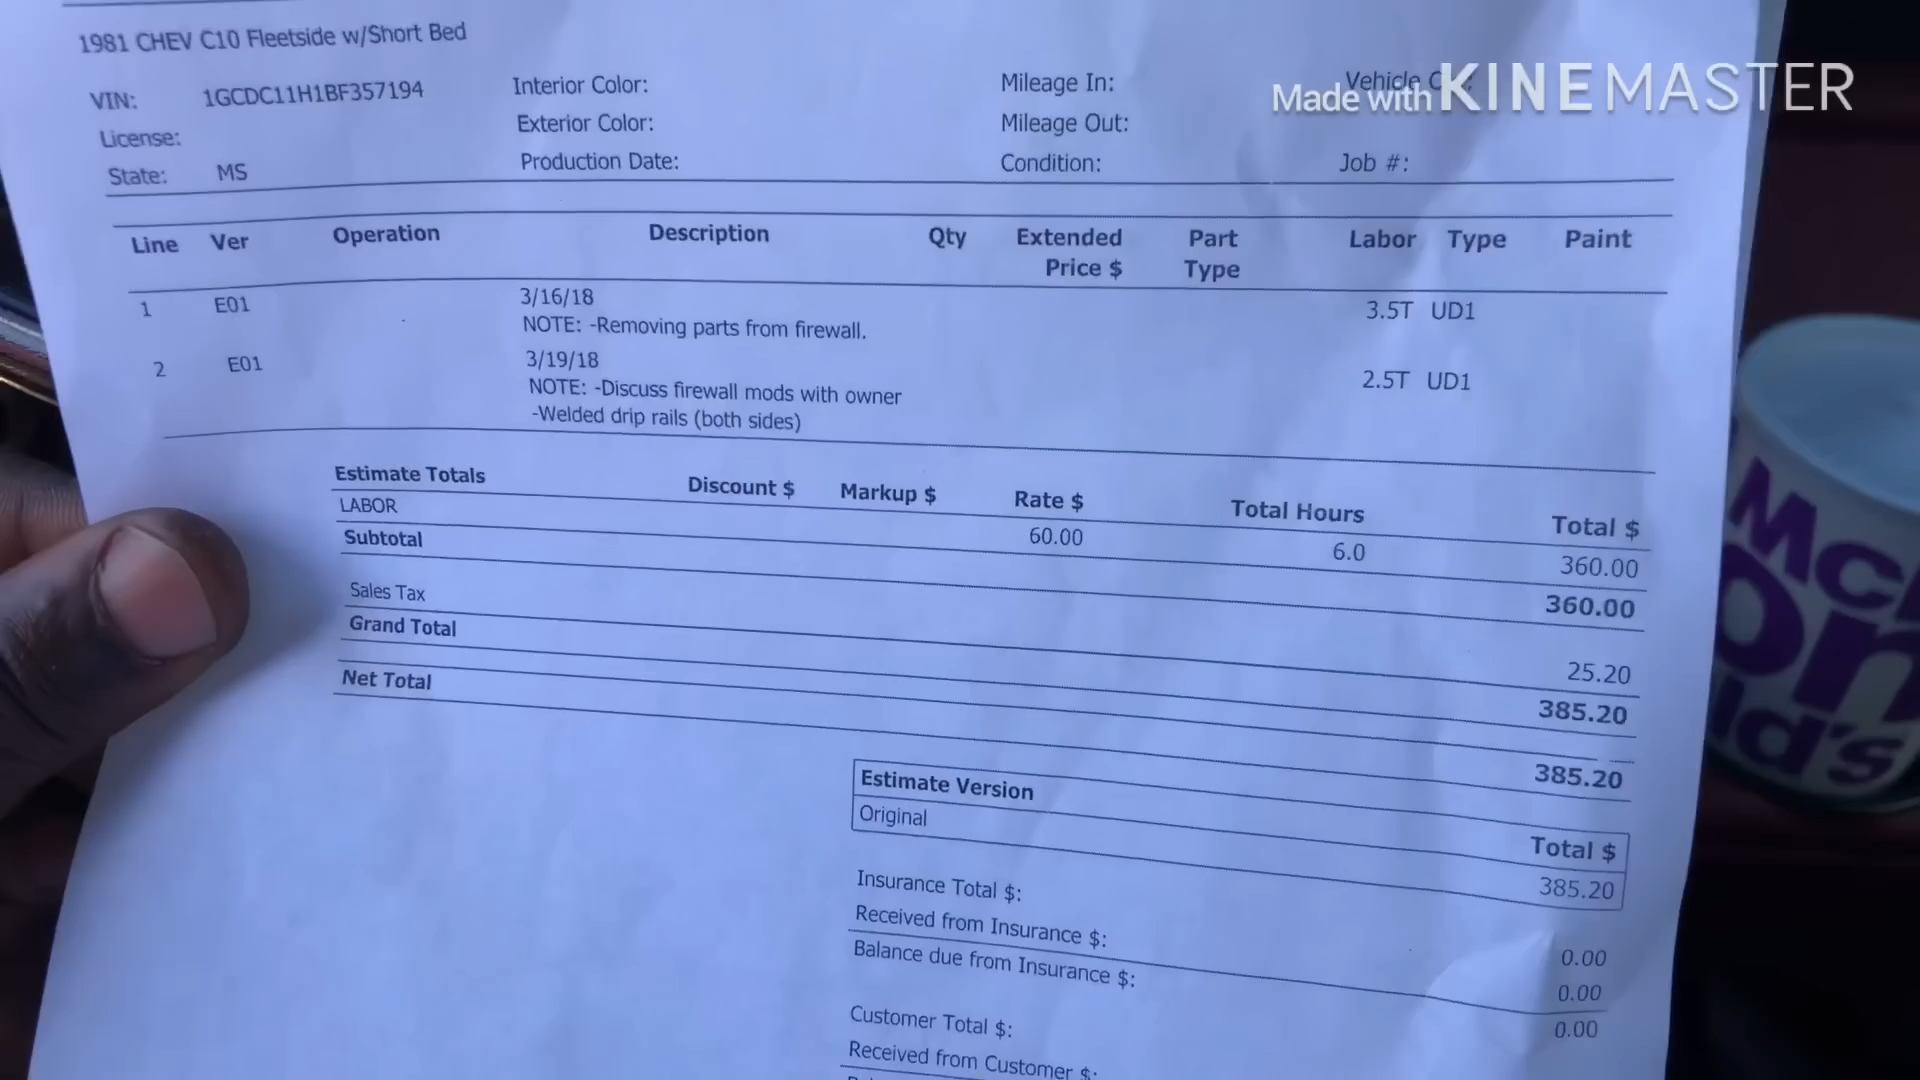 1981 CHEV C10 Fleetside w/Short Bed
VIN: 1GCDC11H1BF357194 Interior Color: Mileage In: Vehicle
Made with KINEMASTER
License: Exterior Color: Mileage Out:
State: MS Production Date: Condition: Job #:
Line Ver Operation Description Qty Extended Price $ Part Type Labor Type Paint
1 E01 3/16/18 3.5T UD1
NOTE: -Removing parts from firewall.
2 E01 3/19/18 2.5T UD1
NOTE: -Discuss firewall mods with owner
-Welded drip rails (both sides)
Estimate Totals Discount $ Markup $ Rate $ Total Hours Total $
LABOR 60.00 6.0 360.00
Subtotal 360.00
Sales Tax 25.20
Grand Total 385.20
Net Total 385.20
Estimate Version Total $
Original 385.20
Insurance Total $: 0.00
Received from Insurance $: 0.00
Balance due from Insurance $: 0.00
Customer Total $:
Received from Customer $:
McDonald's